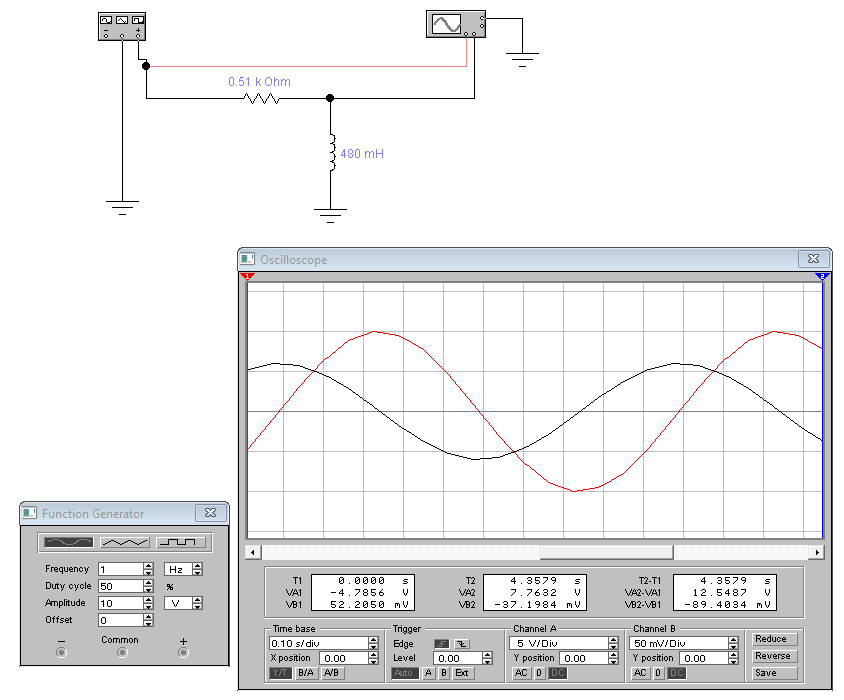 0.51 k Ohm
480 mH
Oscilloscope
1
2
T1 0.0000 s
VA1 -4.7856 V
VB1 52.2050 mV
T2 4.3579 s
VA2 7.7632 V
VB2 -37.1984 mV
T2-T1 4.3579 s
VA2-VA1 12.5487 V
VB2-VB1 -89.4034 mV
Time base
0.10 s/div
X position 0.00
Y/T B/A A/B
Trigger
Edge
Level 0.00
Auto A B Ext
Channel A
5 V/Div
Y position 0.00
AC 0 DC
Channel B
50 mV/Div
Y position 0.00
AC 0 DC
Reduce
Reverse
Save
Function Generator
Frequency 1 Hz
Duty cycle 50 %
Amplitude 10 V
Offset 0
− Common +